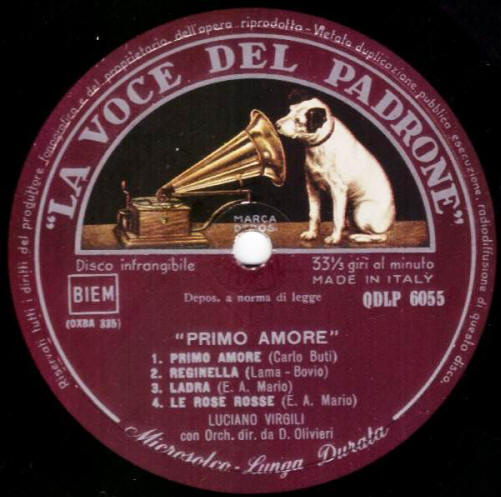 Riservati tutti i diritti del produttore fonografico e del proprietario dell'opera riprodotta - Vietata duplicazione, pubblica esecuzione, radiodiffusione di questo disco.
"LA VOCE DEL PADRONE"
MARCA
DEPOS.
Disco infrangibile
33⅓ giri al minuto
MADE IN ITALY
BIEM
(OXBA 335)
Depos. a norma di legge
QDLP 6055
"PRIMO AMORE"
1. PRIMO AMORE (Carlo Buti)
2. REGINELLA (Lama - Bovio)
3. LADRA (E. A. Mario)
4. LE ROSE ROSSE (E. A. Mario)
LUCIANO VIRGILI
con Orch. dir. da D. Olivieri
Microsolco - Lunga Durata